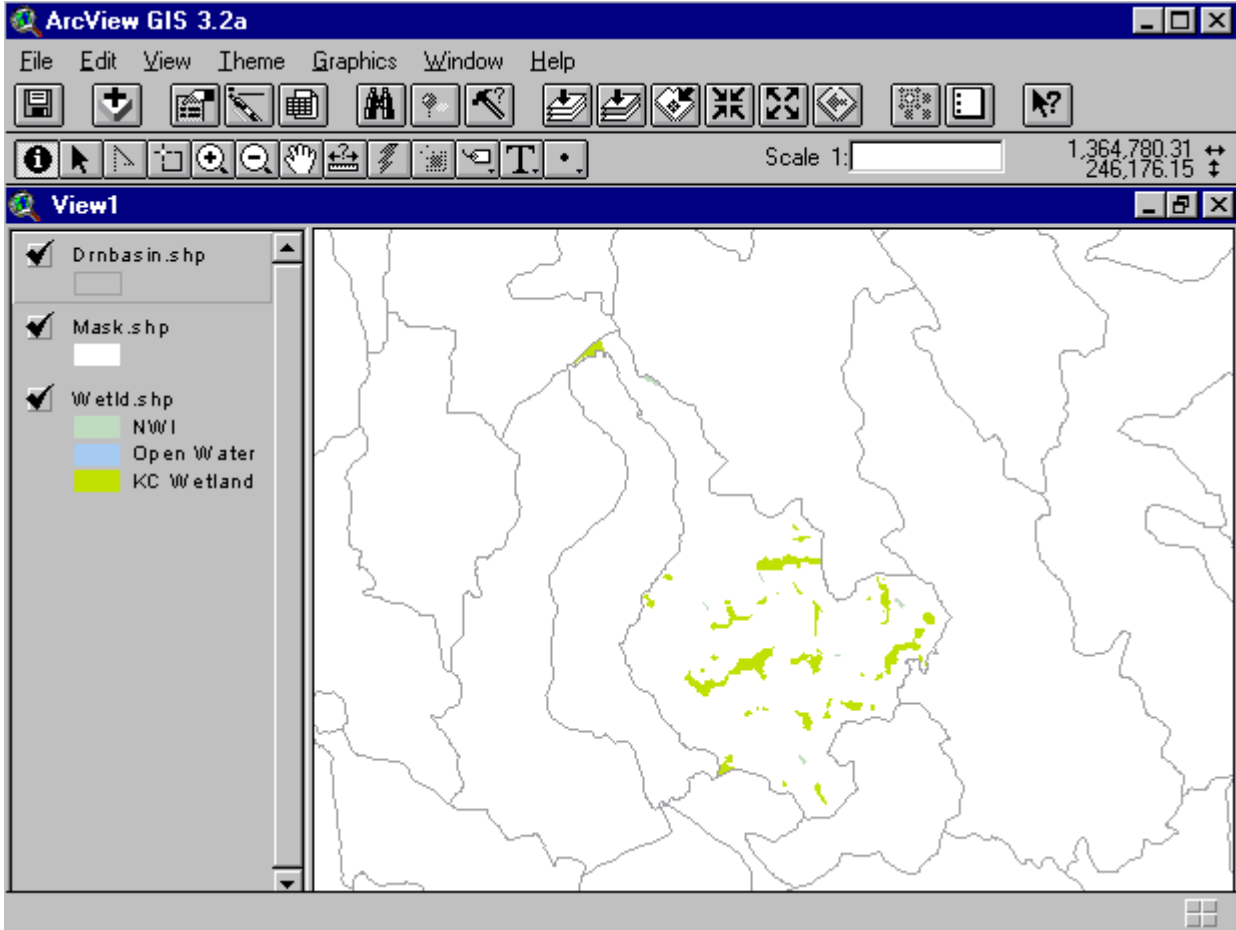 ArcView GIS 3.2a
File Edit View Theme Graphics Window Help
Scale 1:
1,364,780.31
246,176.15
View1
Drnbasin.shp
Mask.shp
Wetld.shp
NWI
Open Water
KC Wetland